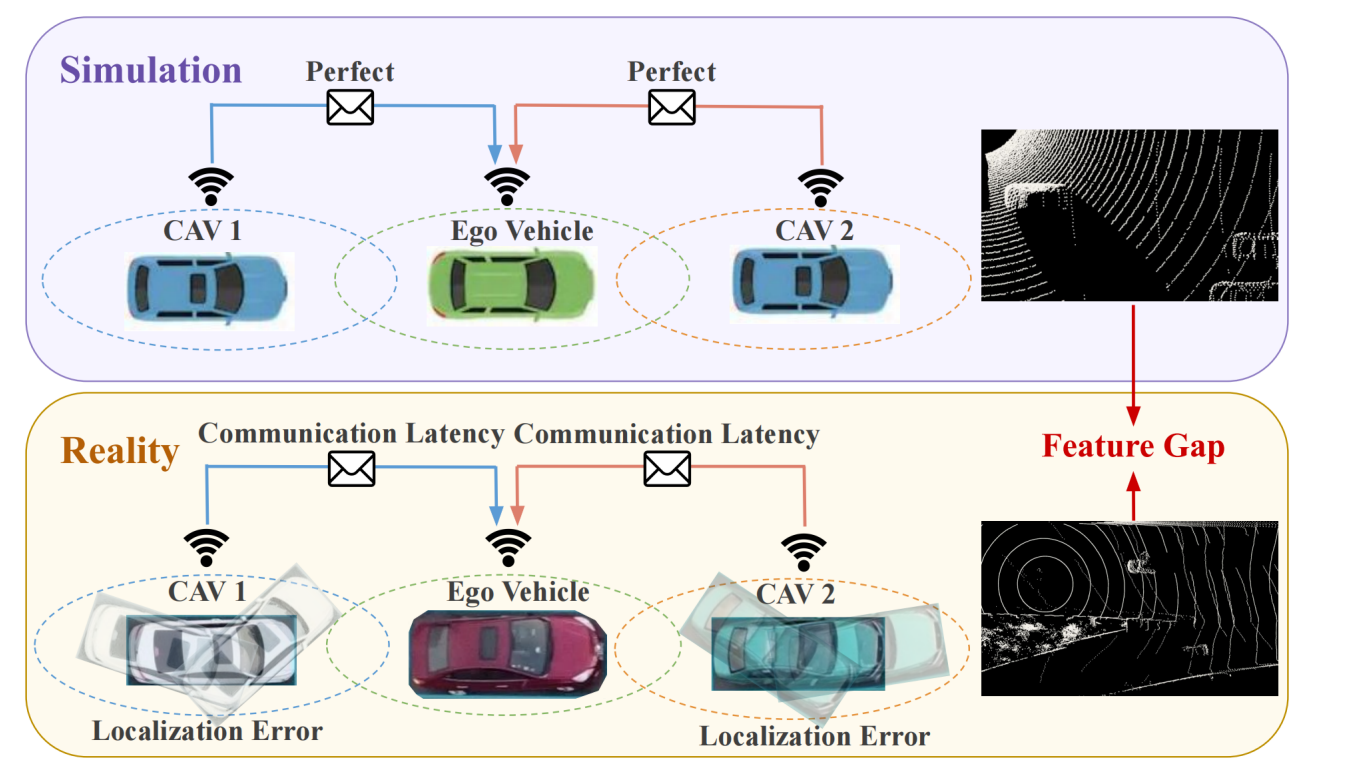 Simulation
Perfect
Perfect
CAV 1
Ego Vehicle
CAV 2
Reality
Communication Latency
Communication Latency
Feature Gap
CAV 1
Ego Vehicle
CAV 2
Localization Error
Localization Error